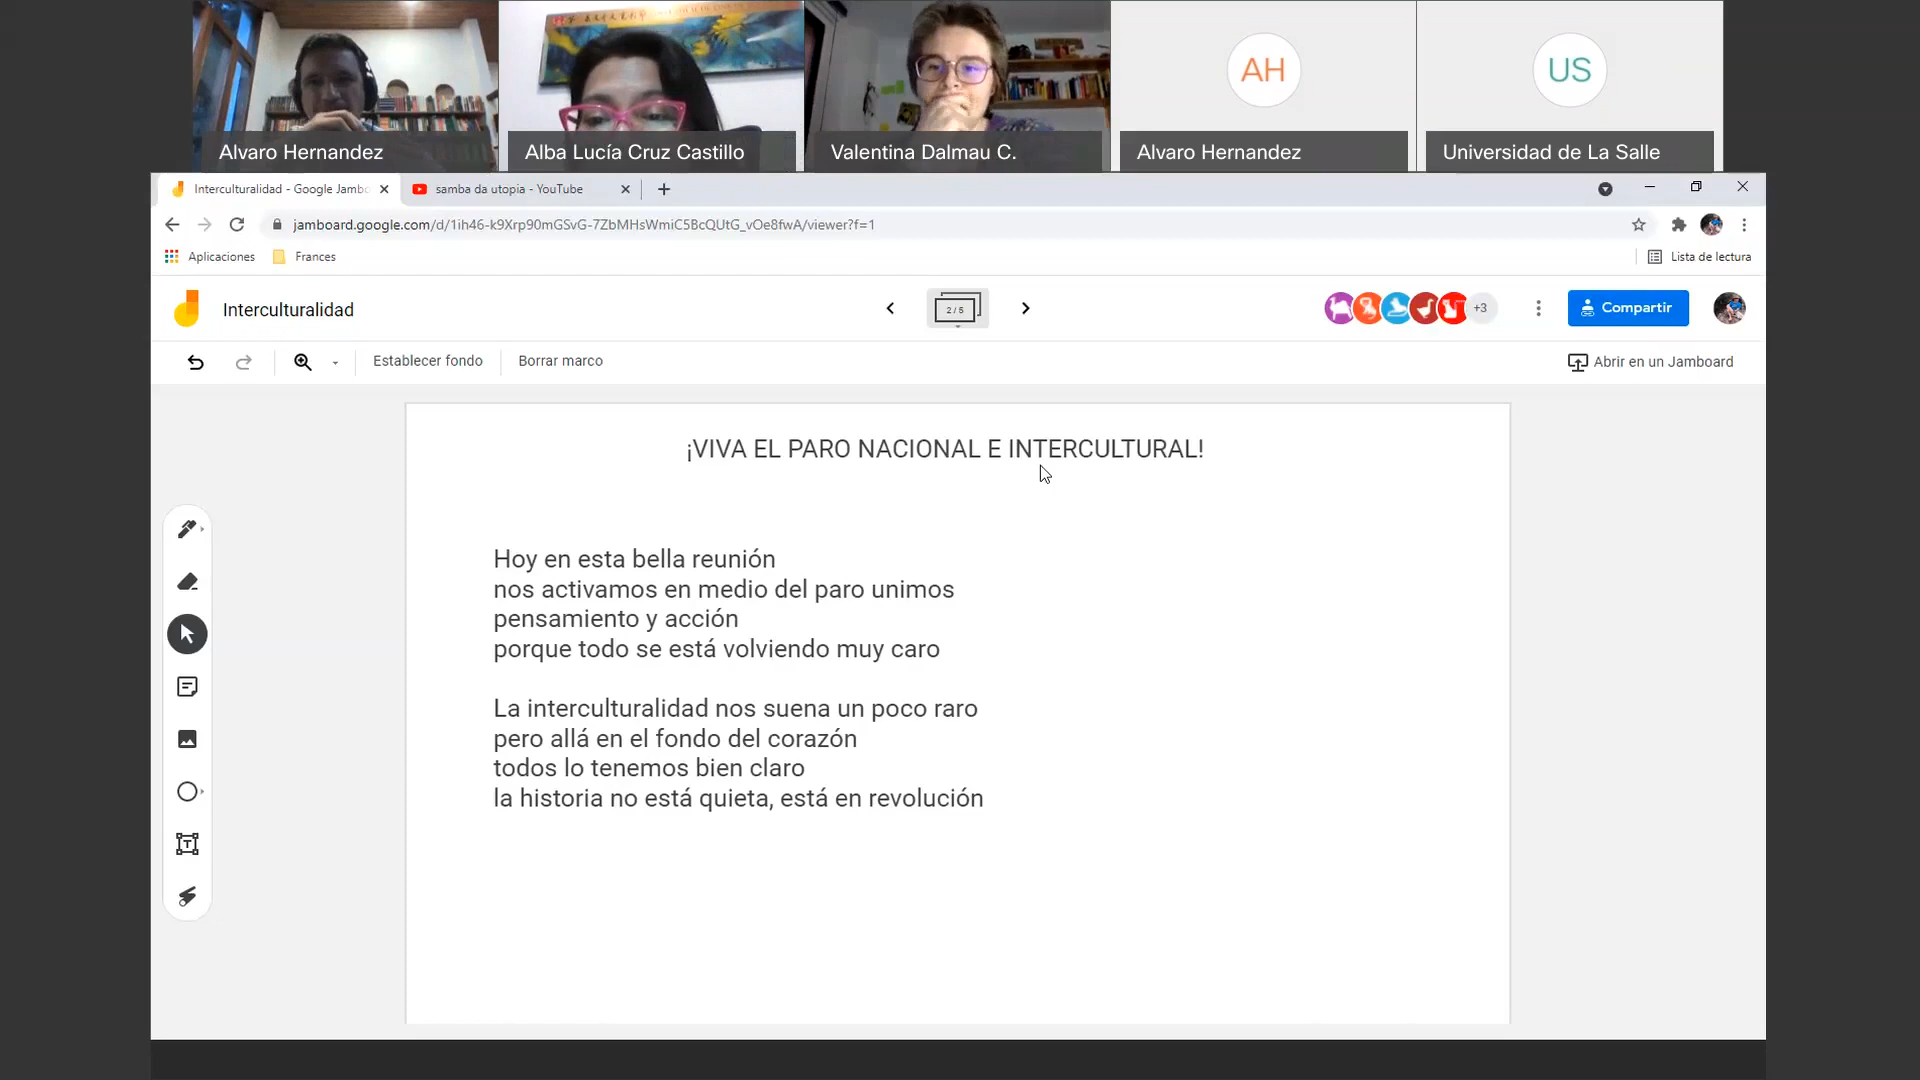 AH
US
Alvaro Hernandez
Alba Lucía Cruz Castillo
Valentina Dalmau C.
Alvaro Hernandez
Universidad de La Salle
Interculturalidad - Google Jambo
samba da utopia - YouTube
jamboard.google.com/d/1ih46-k9Xrp90mGSvG-7ZbMHsWmiC5BcQUtG_vOe8fwA/viewer?f=1
Aplicaciones
Frances
Lista de lectura
Interculturalidad
2 / 5
+3
Compartir
Establecer fondo
Borrar marco
Abrir en un Jamboard
¡VIVA EL PARO NACIONAL E INTERCULTURAL!
Hoy en esta bella reunión
nos activamos en medio del paro unimos
pensamiento y acción
porque todo se está volviendo muy caro
La interculturalidad nos suena un poco raro
pero allá en el fondo del corazón
todos lo tenemos bien claro
la historia no está quieta, está en revolución